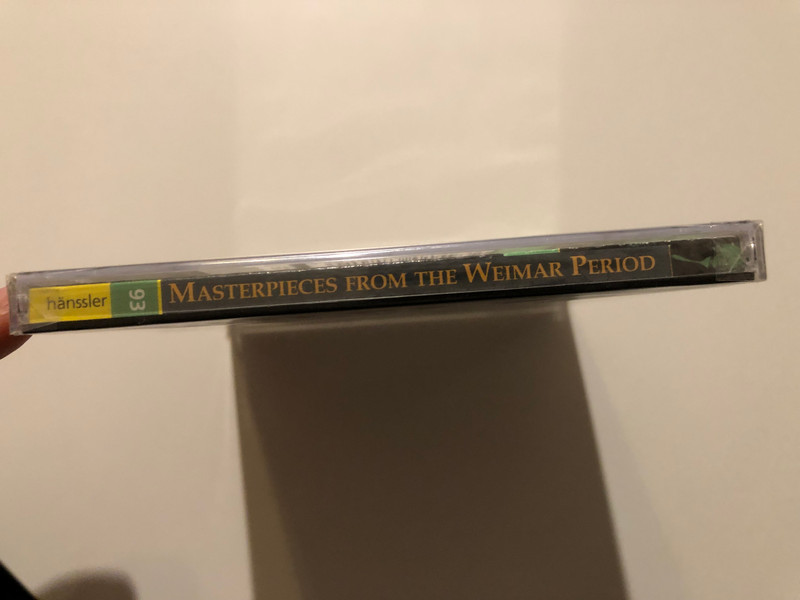 hänssler
93
MASTERPIECES FROM THE WEIMAR PERIOD